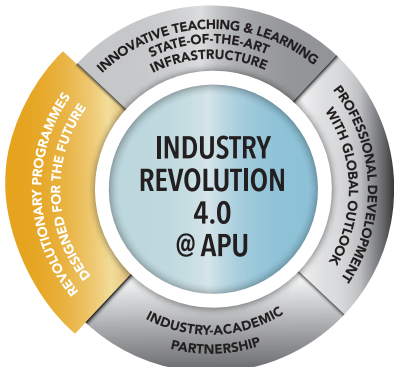 INNOVATIVE TEACHING & LEARNING
STATE-OF-THE-ART
INFRASTRUCTURE
PROFESSIONAL DEVELOPMENT
WITH GLOBAL OUTLOOK
INDUSTRY-ACADEMIC
PARTNERSHIP
REVOLUTIONARY PROGRAMMES
DESIGNED FOR THE FUTURE
INDUSTRY
REVOLUTION
4.0
@ APU